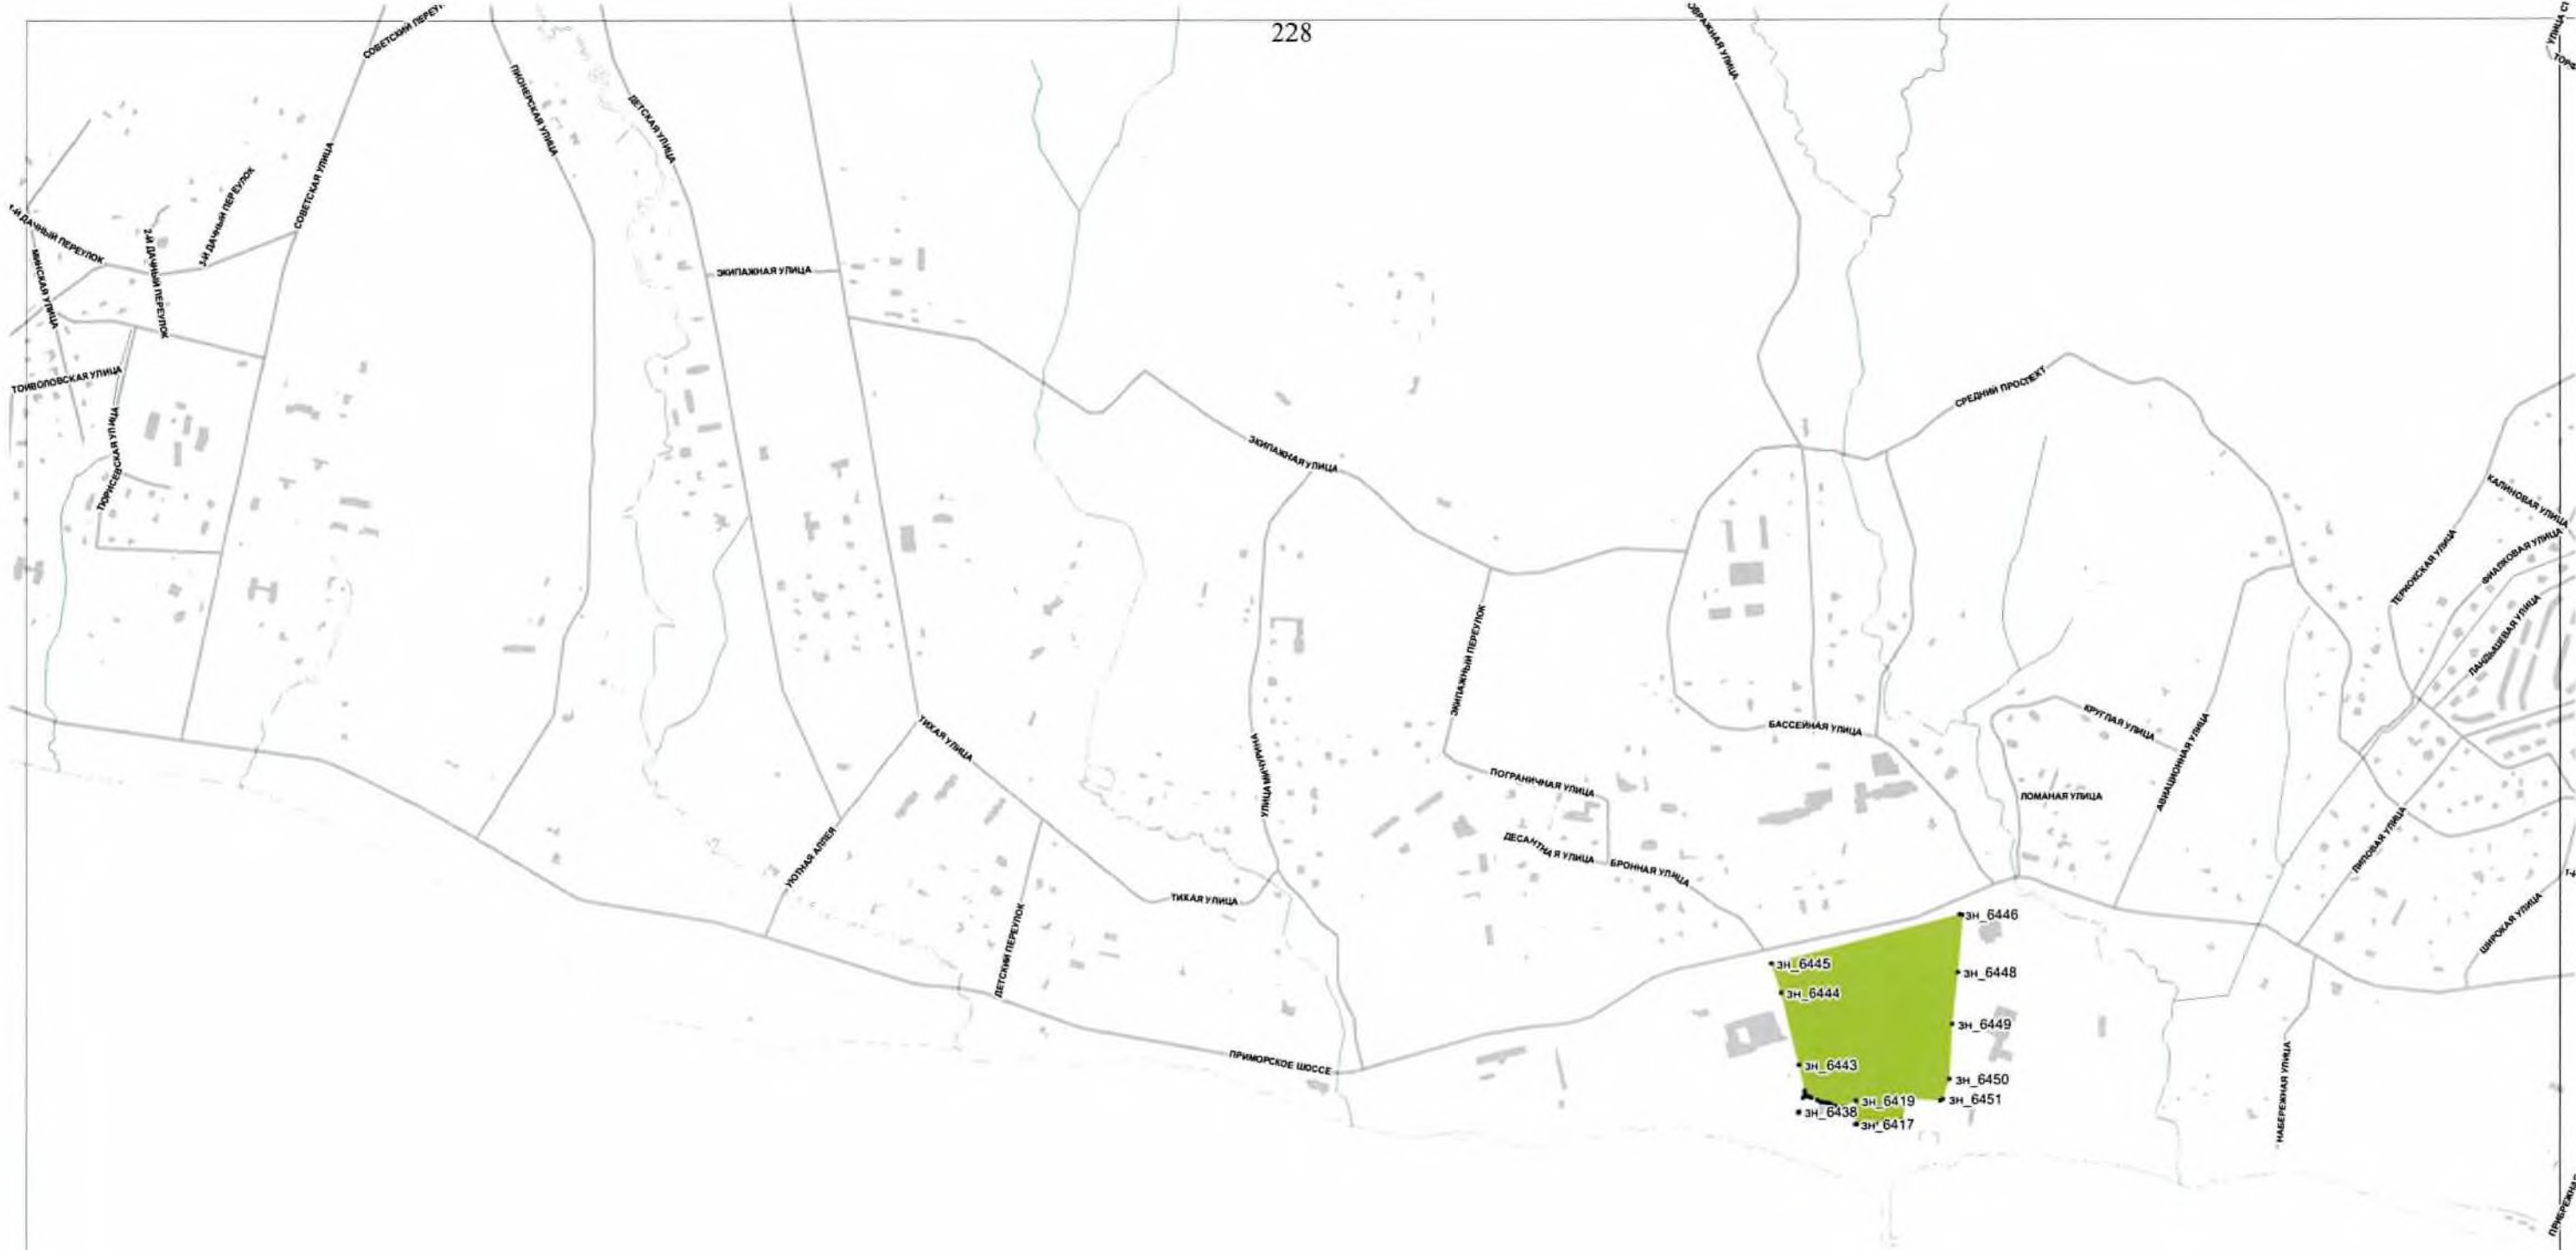 228
СОВЕТСКИЙ
ПИОНЕРСКАЯ УЛИЦА
ДЕТСКАЯ УЛИЦА
СОВЕТСКАЯ УЛИЦА
1-Й ДАЧНЫЙ ПЕРЕУЛОК
2-Й ДАЧНЫЙ ПЕРЕУЛОК
3-Й ДАЧНЫЙ ПЕРЕУЛОК
МИНСКАЯ УЛИЦА
ТОЙВОЛОВСКАЯ УЛИЦА
ТЮРИСЕВСКАЯ УЛИЦА
ЭКИПАЖНАЯ УЛИЦА
ЭКИПАЖНАЯ УЛИЦА
УЛИЦА
СРЕДНИЙ ПРОСПЕКТ
КАЛИНОВАЯ УЛИЦА
ФИАЛКОВАЯ УЛИЦА
ТЕРИОКСКАЯ УЛИЦА
ЛАНДЫШЕВАЯ УЛИЦА
ЭКИПАЖНЫЙ ПЕРЕУЛОК
ТИХАЯ УЛИЦА
УЛИЦА МИЧУРИНА
БАССЕЙНАЯ УЛИЦА
КРУГЛАЯ УЛИЦА
АВИАЦИОННАЯ УЛИЦА
ПОГРАНИЧНАЯ УЛИЦА
ЛОМАНАЯ УЛИЦА
УЮТНАЯ АЛЛЕЯ
ДЕСАНТНАЯ УЛИЦА
БРОННАЯ УЛИЦА
ЛИПОВАЯ УЛИЦА
ТИХАЯ УЛИЦА
ДЕТСКИЙ ПЕРЕУЛОК
ШИРОКАЯ УЛИЦА
зн_6446
зн_6445
зн_6448
зн_6444
зн_6449
ПРИМОРСКОЕ ШОССЕ
зн_6443
зн_6450
зн_6419
зн_6451
зн_6438
зн_6417
НАБЕРЕЖНАЯ УЛИЦА